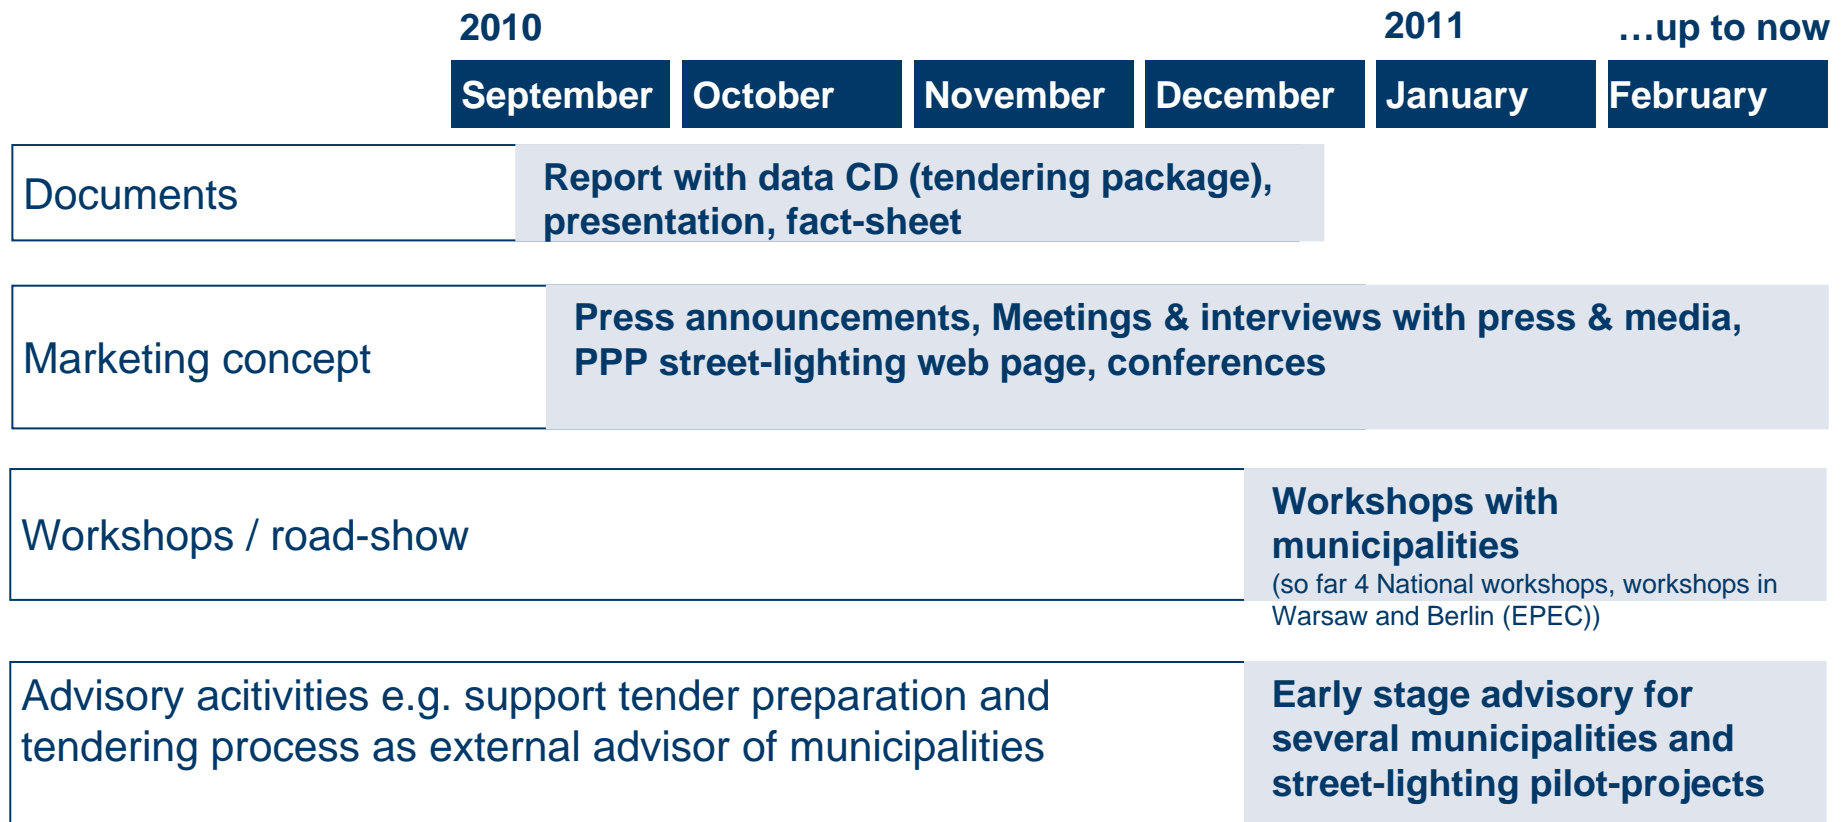 2010 2011 …up to now
September October November December January February
Documents
Report with data CD (tendering package),
presentation, fact-sheet
Marketing concept
Press announcements, Meetings & interviews with press & media,
PPP street-lighting web page, conferences
Workshops / road-show
Workshops with
municipalities
(so far 4 National workshops, workshops in
Warsaw and Berlin (EPEC))
Advisory acitivities e.g. support tender preparation and
tendering process as external advisor of municipalities
Early stage advisory for
several municipalities and
street-lighting pilot-projects